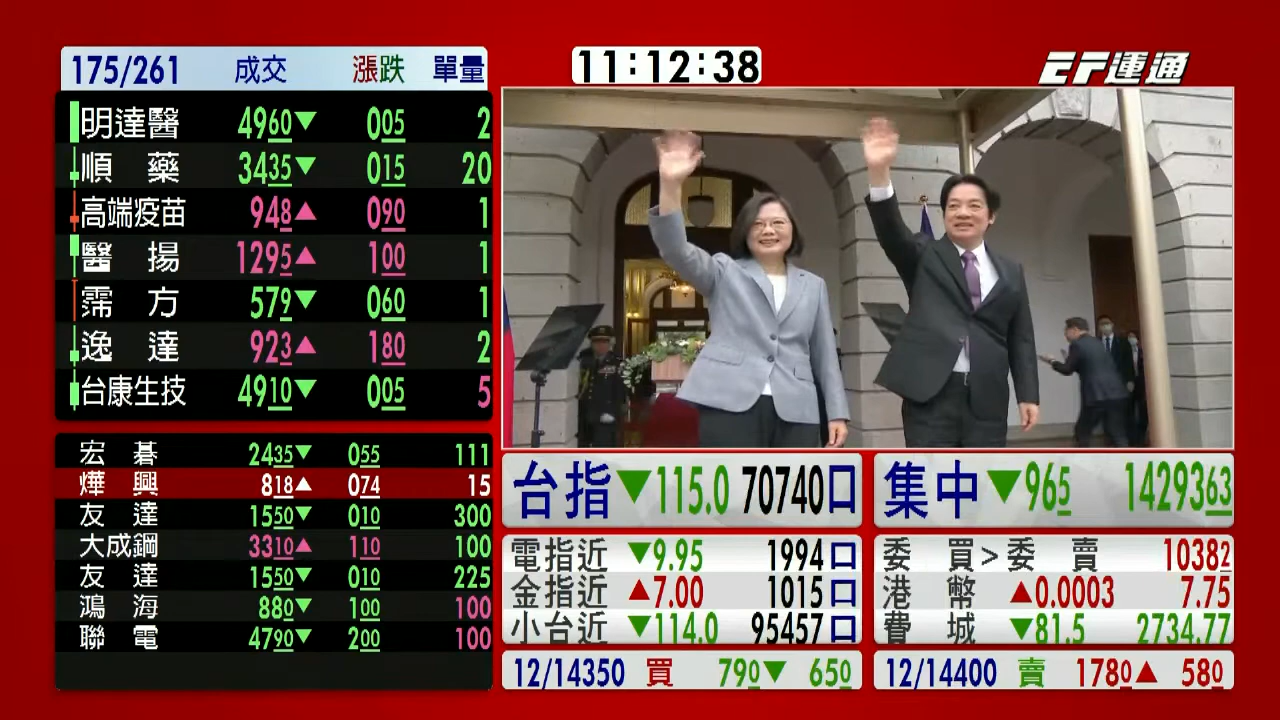 175/261 成交 漲跌 單量
明達醫 4960▼ 005 2
順藥 3435▼ 015 20
高端疫苗 948▲ 090 1
醫揚 1295▲ 100 1
霈方 579▼ 060 1
逸達 923▲ 180 2
台康生技 4910▼ 005 5
宏碁 2435▼ 055 111
燁興 818▲ 074 15
友達 1550▼ 010 300
大成鋼 3310▲ 110 100
友達 1550▼ 010 225
鴻海 880▼ 100 100
聯電 4790▼ 200 100
11:12:38
EF運通
台指▼115.0 70740口
電指近 ▼9.95 1994口
金指近 ▲7.00 1015口
小台近 ▼114.0 95457口
12/14350 買 790▼ 650
集中▼965 1429363
委買>委賣 10382
港幣 ▲0.0003 7.75
費城 ▼81.5 2734.77
12/14400 賣 1780▲ 580